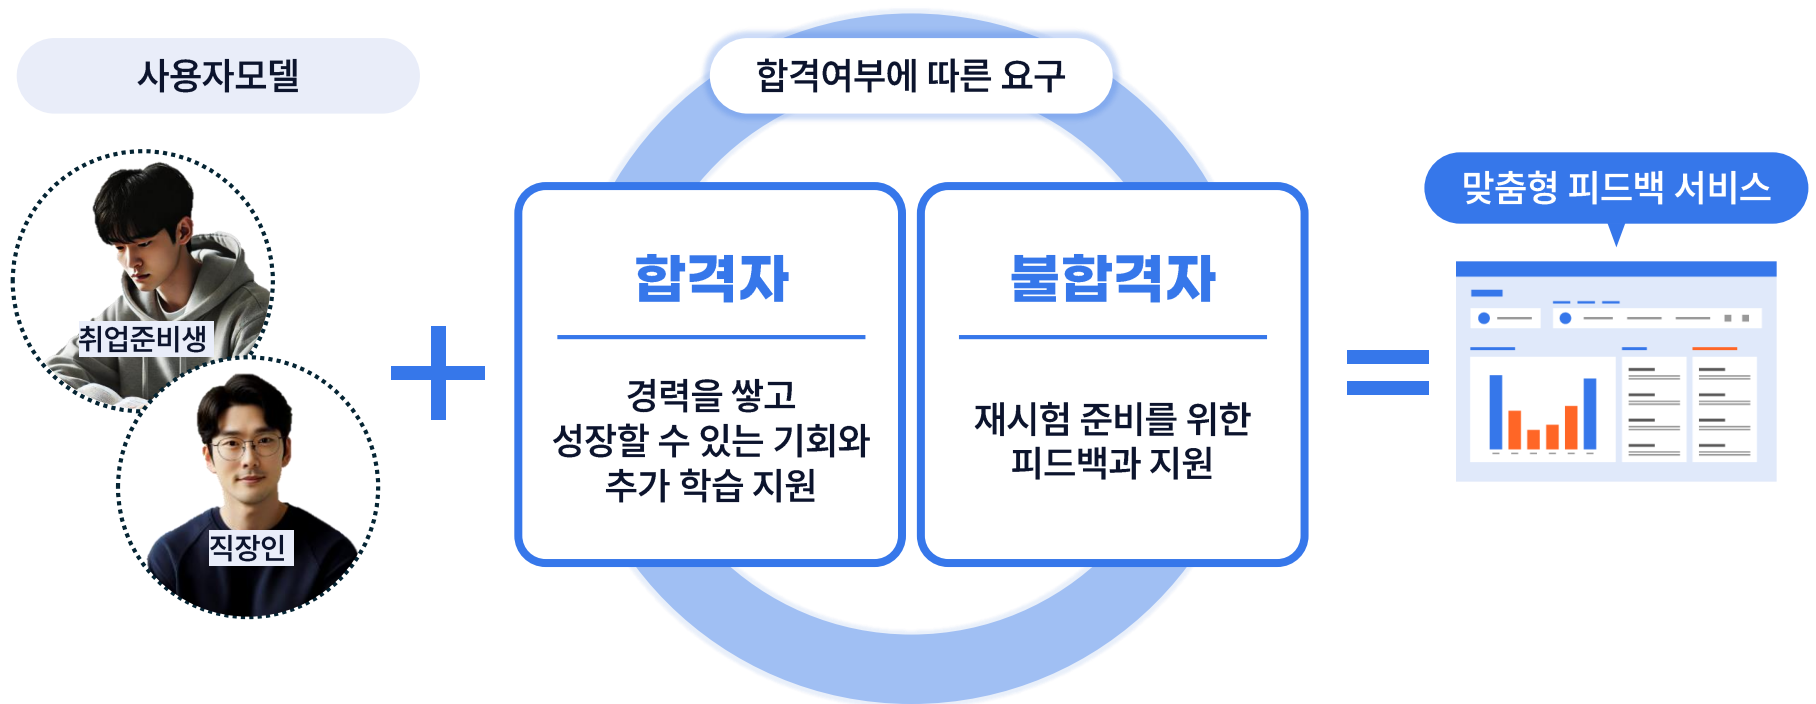 사용자모델
취업준비생
직장인
합격여부에 따른 요구
합격자
경력을 쌓고
성장할 수 있는 기회와
추가 학습 지원
불합격자
재시험 준비를 위한
피드백과 지원
맞춤형 피드백 서비스